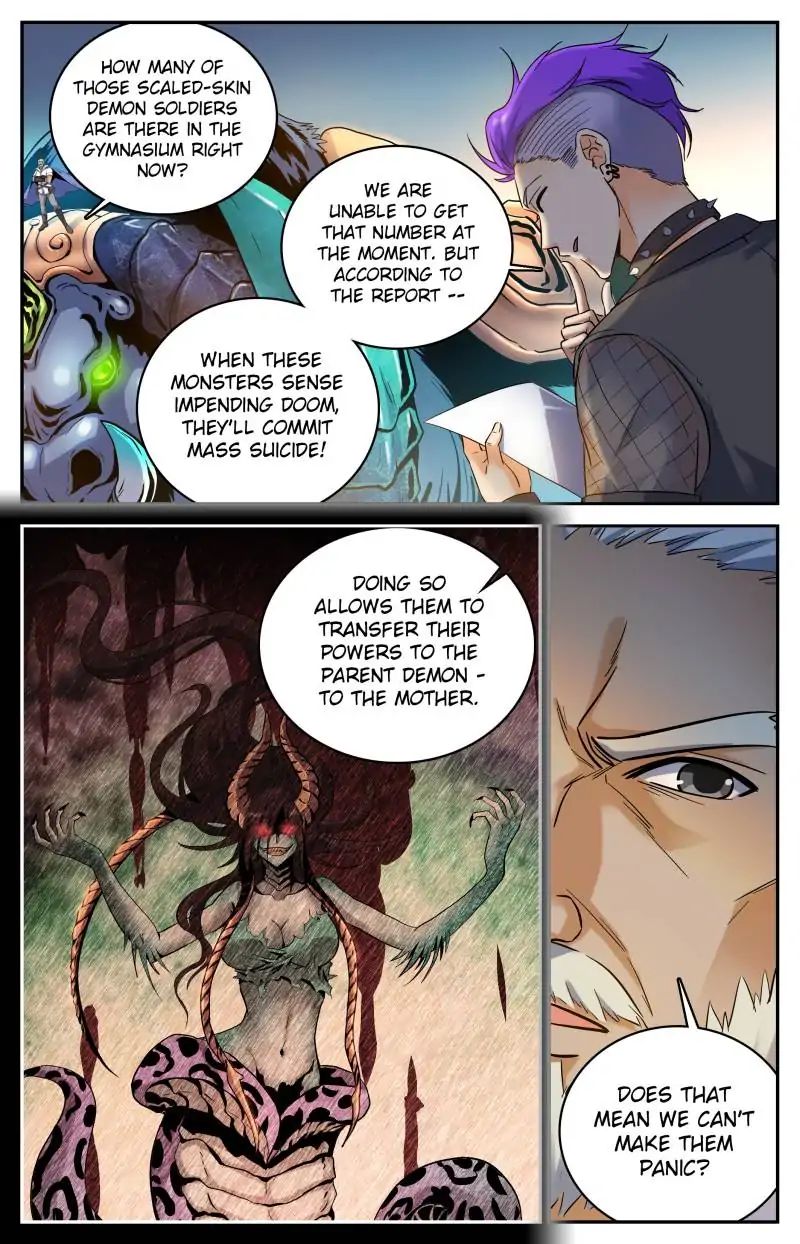 HOW MANY OF
THOSE SCALED-SKIN
DEMON SOLDIERS
ARE THERE IN THE
GYMNASIUM RIGHT
NOW?
WE ARE
UNABLE TO GET
THAT NUMBER AT
THE MOMENT. BUT
ACCORDING TO
THE REPORT --
WHEN THESE
MONSTERS SENSE
IMPENDING DOOM,
THEY'LL COMMIT
MASS SUICIDE!
DOING SO
ALLOWS THEM TO
TRANSFER THEIR
POWERS TO THE
PARENT DEMON -
TO THE MOTHER.
DOES THAT
MEAN WE CAN'T
MAKE THEM
PANIC?